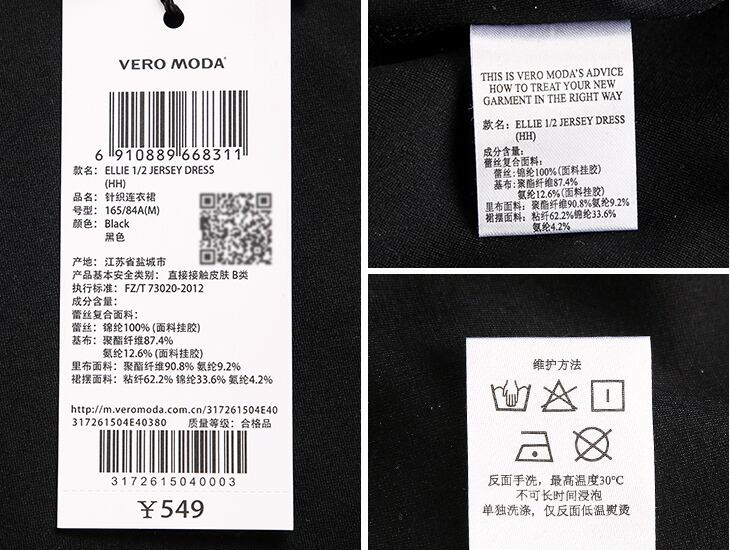 VERO MODA
6 910889 668311
款名: ELLIE 1/2 JERSEY DRESS
(HH)
品名: 针织连衣裙
号型: 165/84A(M)
颜色: Black
黑色
产地: 江苏省盐城市
产品基本安全类别: 直接接触皮肤 B类
执行标准: FZ/T 73020-2012
成分含量:
蕾丝复合面料:
蕾丝: 锦纶100% (面料挂胶)
基布: 聚酯纤维87.4%
氨纶12.6% (面料挂胶)
里布面料: 聚酯纤维90.8% 氨纶9.2%
裙摆面料: 粘纤62.2% 锦纶33.6% 氨纶4.2%
http://m.veromoda.com.cn/317261504E40
317261504E40380 质量等级: 合格品
3172615040003
¥549
THIS IS VERO MODA'S ADVICE
HOW TO TREAT YOUR NEW
GARMENT IN THE RIGHT WAY
款名: ELLIE 1/2 JERSEY DRESS
(HH)
成分含量:
蕾丝复合面料:
蕾丝: 锦纶100% (面料挂胶)
基布: 聚酯纤维87.4%
氨纶12.6% (面料挂胶)
里布面料: 聚酯纤维90.8% 氨纶9.2%
裙摆面料: 粘纤62.2% 锦纶33.6%
氨纶4.2%
维护方法
反面手洗, 最高温度30°C
不可长时间浸泡
单独洗涤, 仅反面低温熨烫